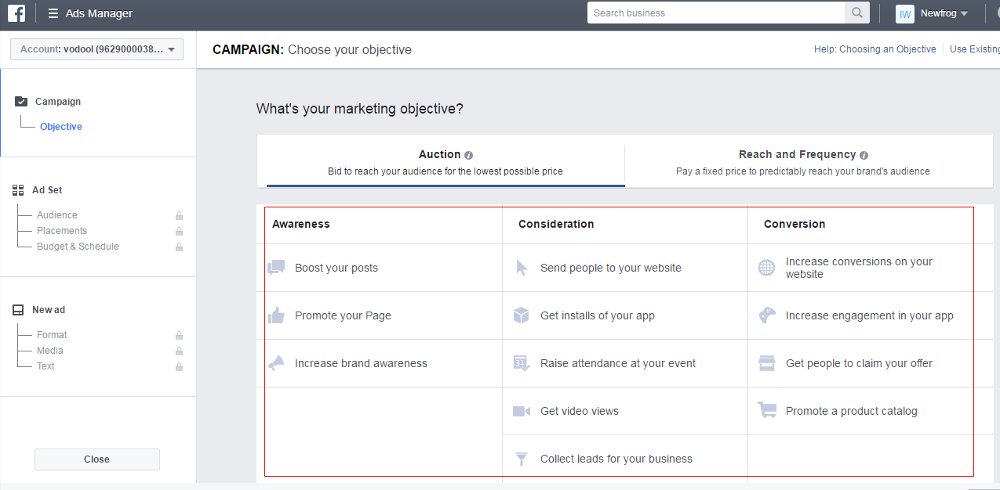 f
Ads Manager
Search business
IW
Newfrog
Account: vodool (9629000038...
CAMPAIGN: Choose your objective
Help: Choosing an Objective
Use Existing
Campaign
Objective
Ad Set
Audience
Placements
Budget & Schedule
New ad
Format
Media
Text
Close
What's your marketing objective?
Auction
Bid to reach your audience for the lowest possible price
Reach and Frequency
Pay a fixed price to predictably reach your brand's audience
Awareness
Boost your posts
Promote your Page
Increase brand awareness
Consideration
Send people to your website
Get installs of your app
31
Raise attendance at your event
Get video views
Collect leads for your business
Conversion
Increase conversions on your
website
Increase engagement in your app
Get people to claim your offer
Promote a product catalog